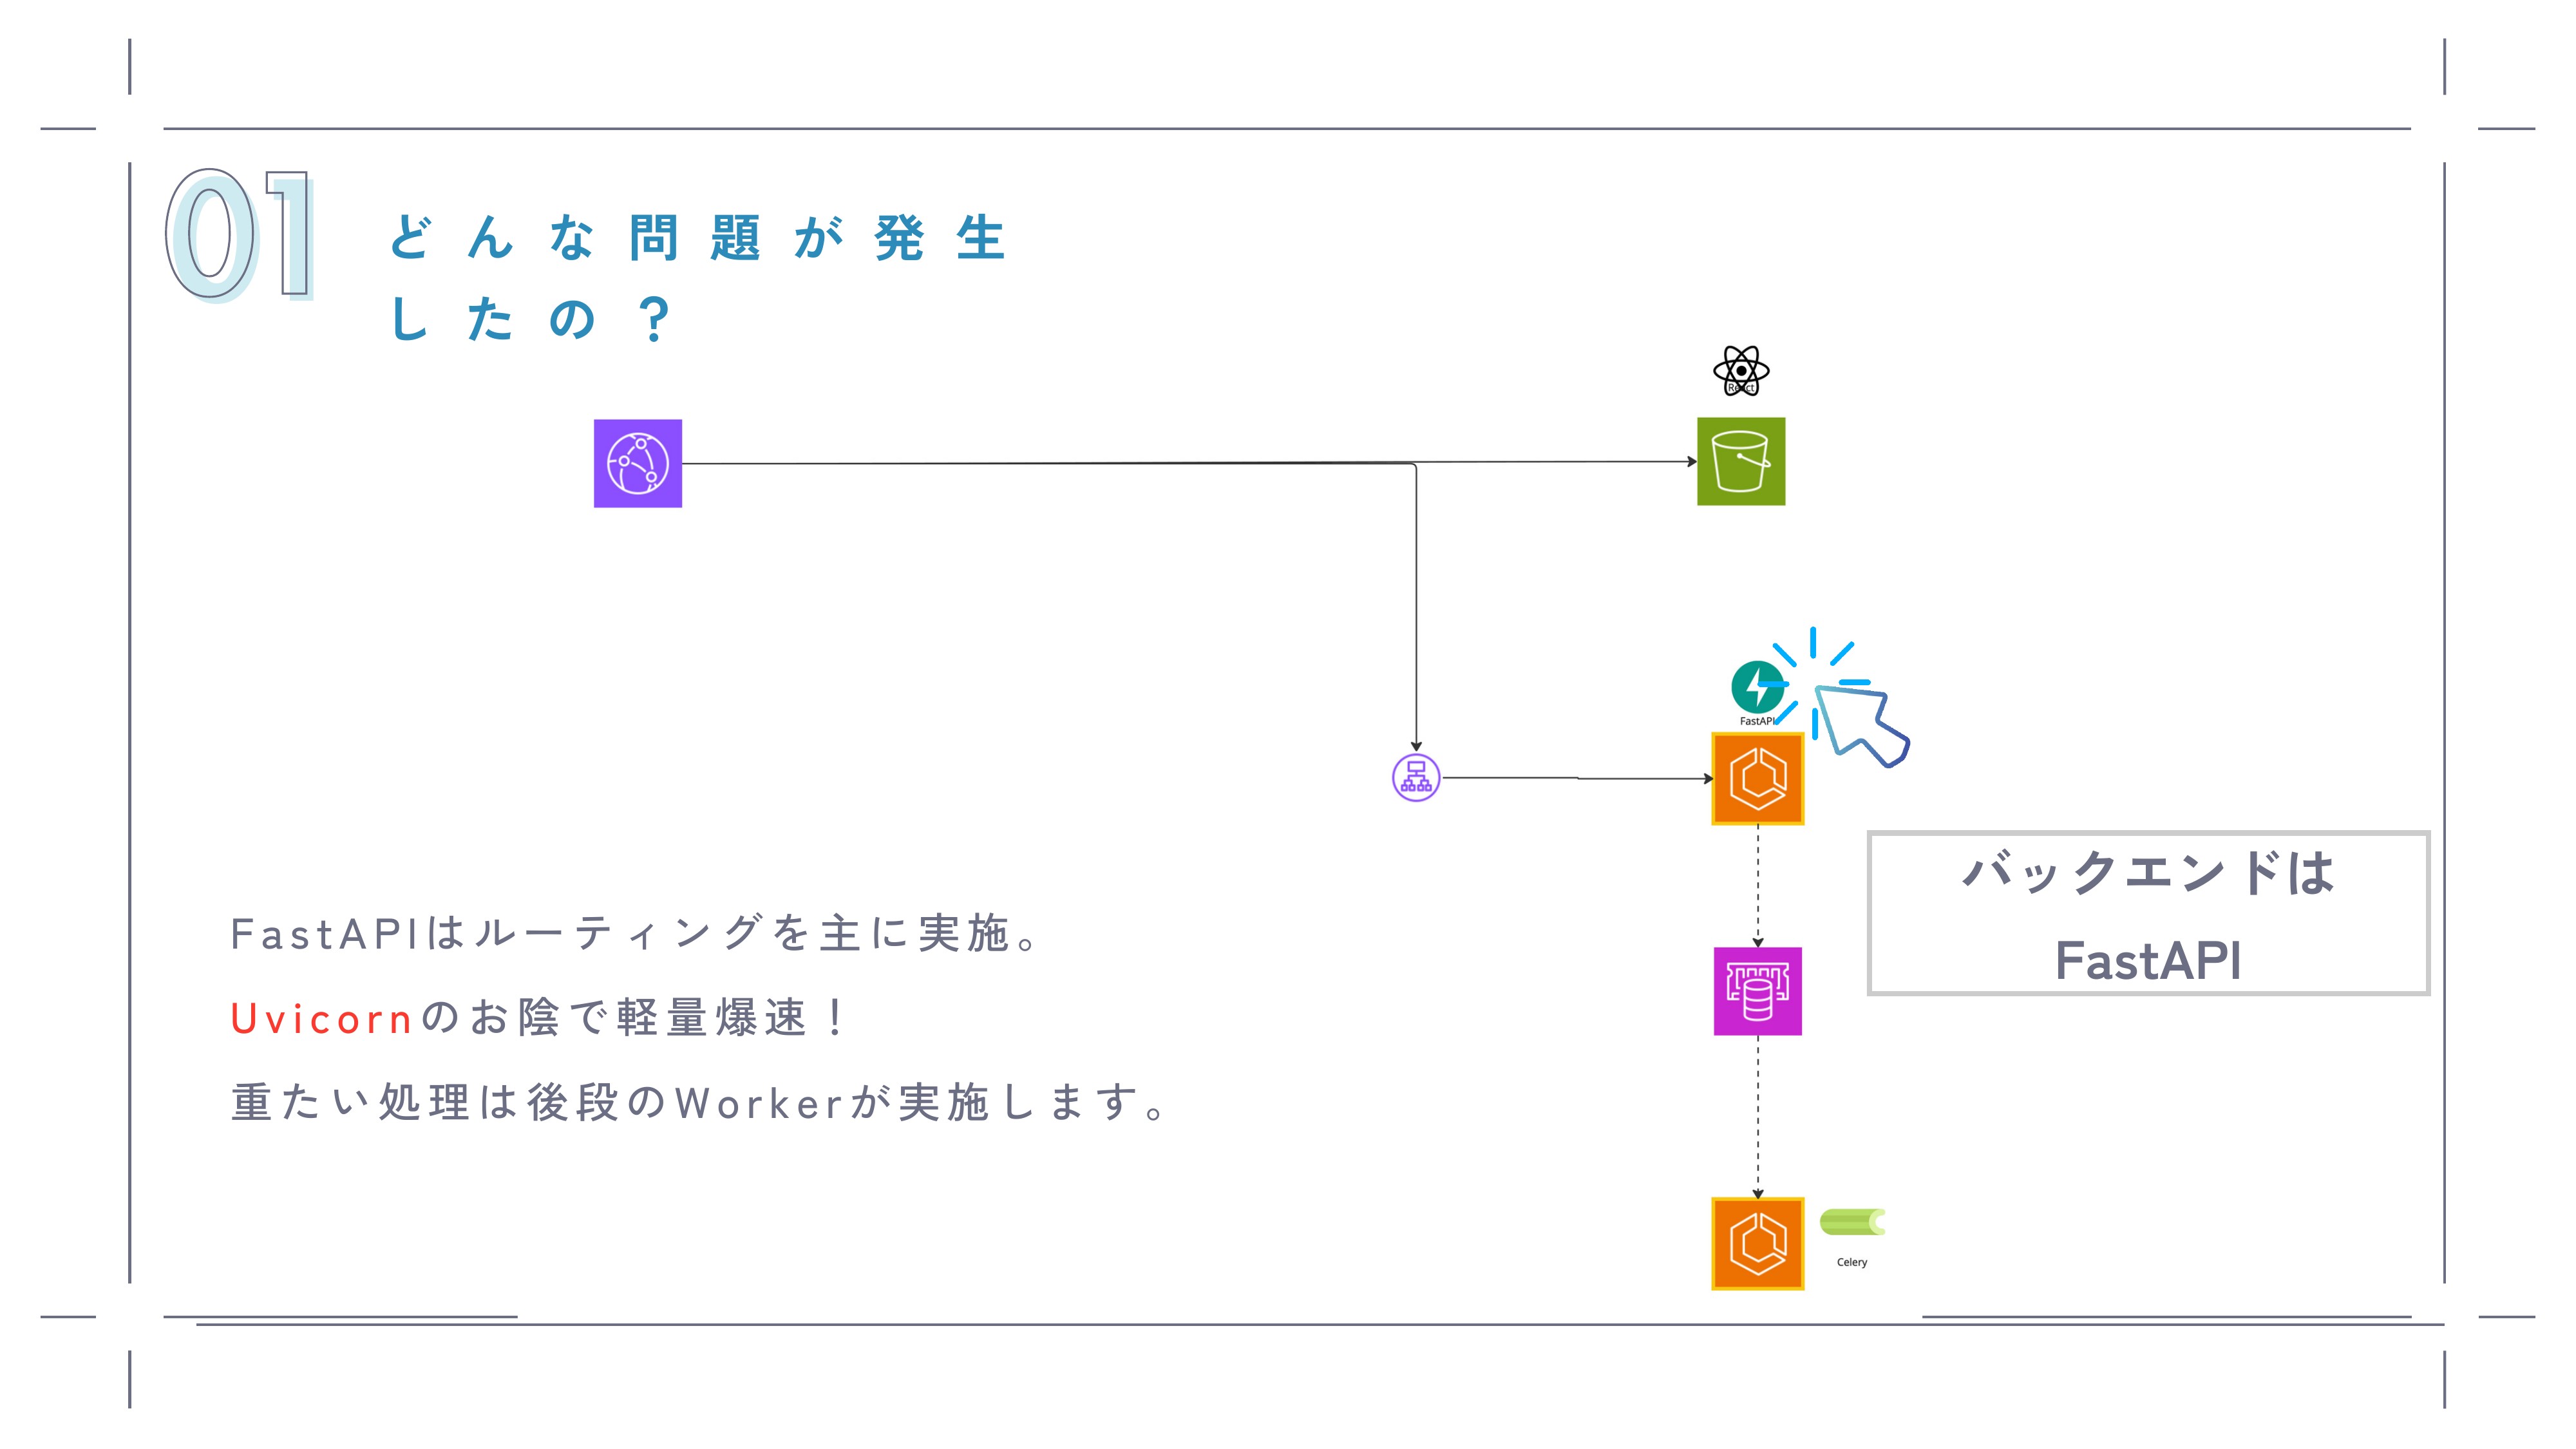 01
どんな問題が発生
したの？
React
FastAPI
バックエンドは
FastAPI
FastAPIはルーティングを主に実施。
Uvicornのお陰で軽量爆速！
重たい処理は後段のWorkerが実施します。
Celery